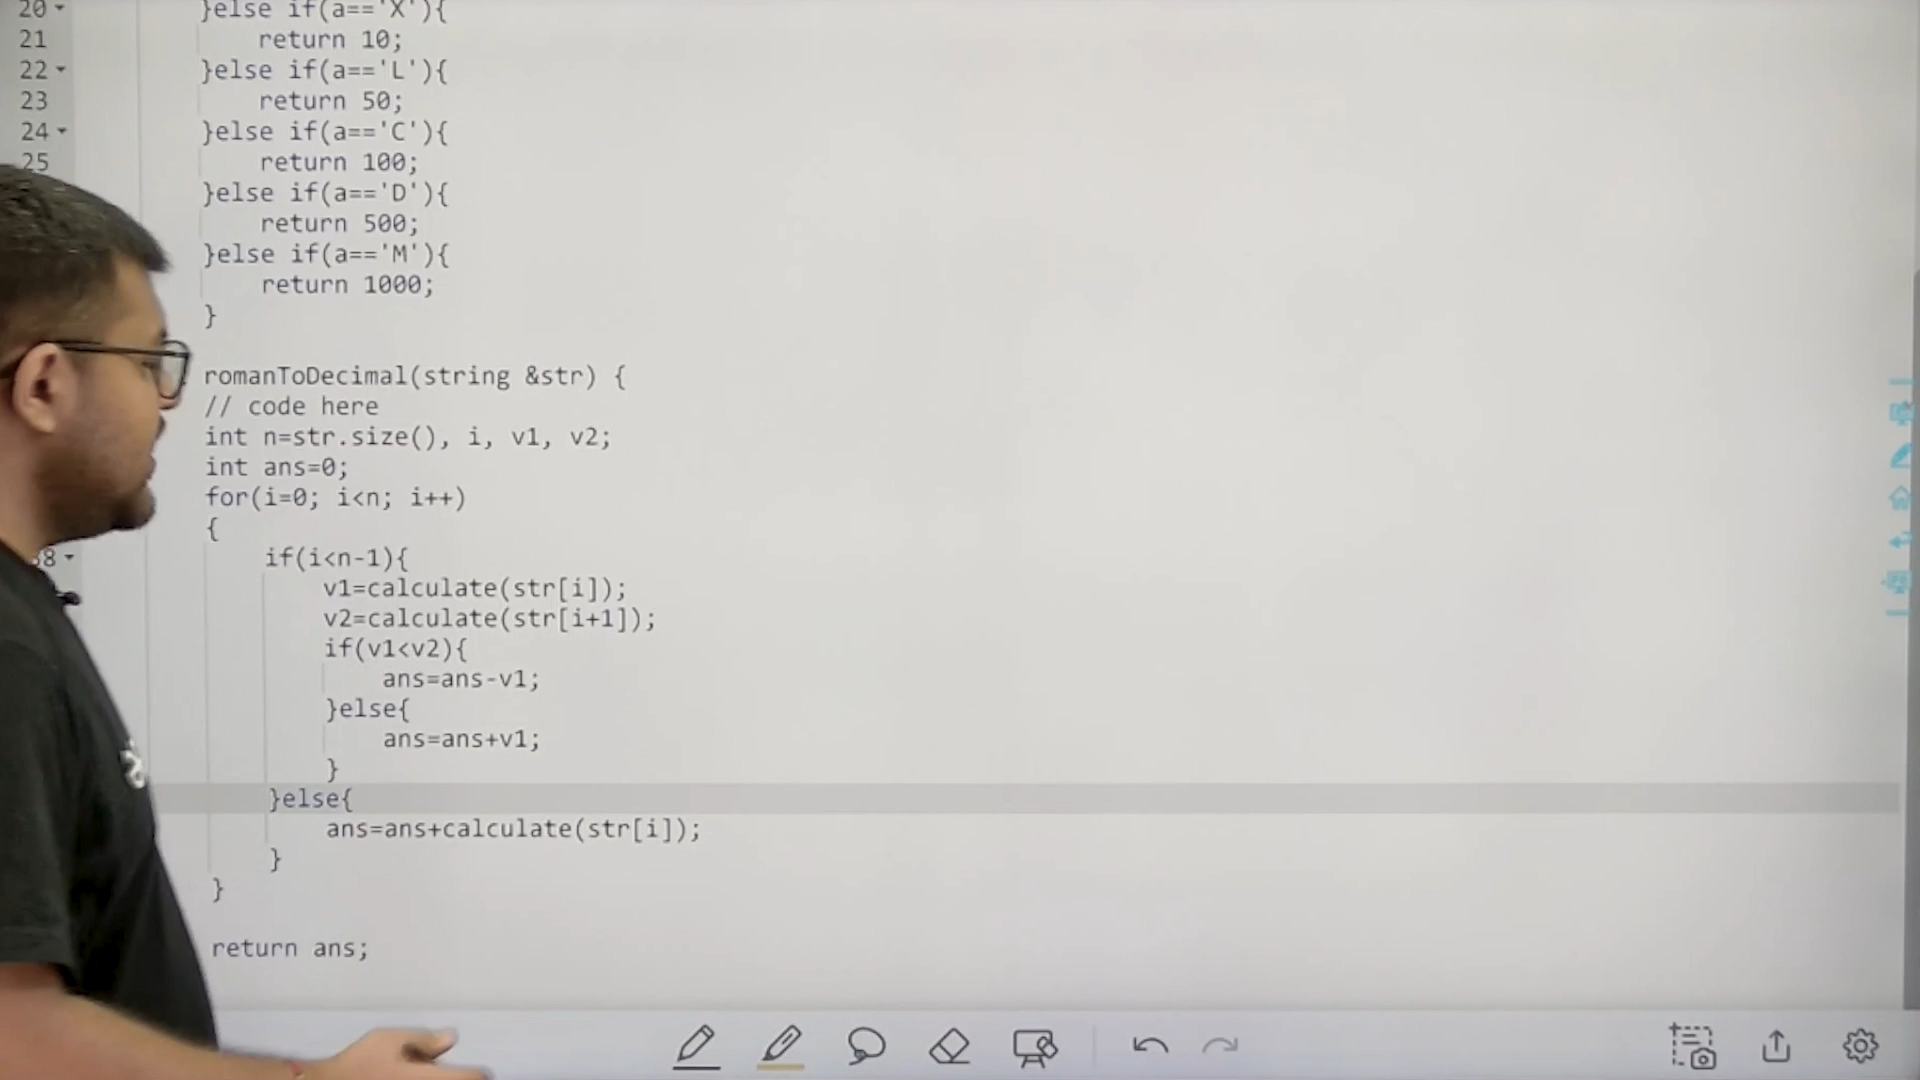 20 }else if(a=='X'){
21 return 10;
22 }else if(a=='L'){
23 return 50;
24 }else if(a=='C'){
25 return 100;
}else if(a=='D'){
return 500;
}else if(a=='M'){
return 1000;
}
romanToDecimal(string &str) {
// code here
int n=str.size(), i, v1, v2;
int ans=0;
for(i=0; i<n; i++)
{
38 if(i<n-1){
v1=calculate(str[i]);
v2=calculate(str[i+1]);
if(v1<v2){
ans=ans-v1;
}else{
ans=ans+v1;
}
}else{
ans=ans+calculate(str[i]);
}
}
return ans;